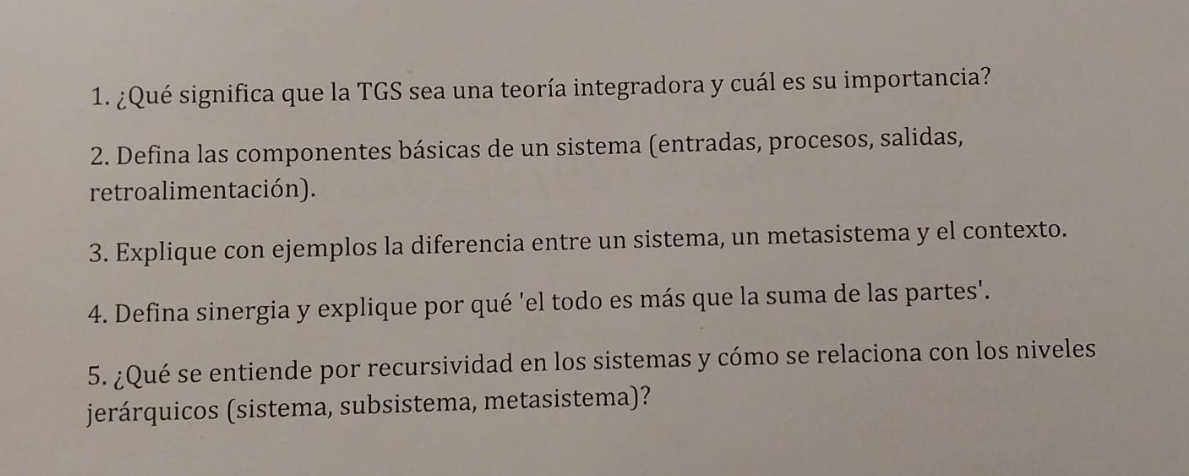 1. ¿Qué significa que la TGS sea una teoría integradora y cuál es su importancia?
2. Defina las componentes básicas de un sistema (entradas, procesos, salidas,
retroalimentación).
3. Explique con ejemplos la diferencia entre un sistema, un metasistema y el contexto.
4. Defina sinergia y explique por qué 'el todo es más que la suma de las partes'.
5. ¿Qué se entiende por recursividad en los sistemas y cómo se relaciona con los niveles
jerárquicos (sistema, subsistema, metasistema)?